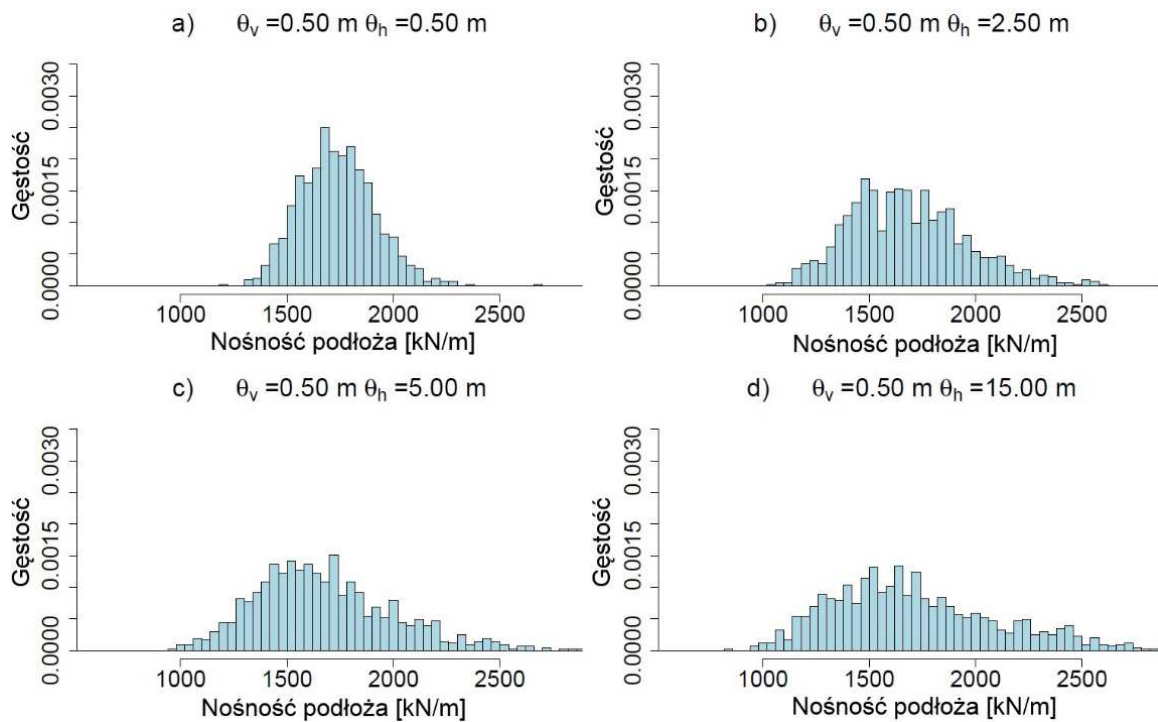 a) θv =0.50 m θh =0.50 m
Gęstość
0.0000 0.0015 0.0030
1000 1500 2000 2500
Nośność podłoża [kN/m]
b) θv =0.50 m θh =2.50 m
Gęstość
0.0000 0.0015 0.0030
1000 1500 2000 2500
Nośność podłoża [kN/m]
c) θv =0.50 m θh =5.00 m
Gęstość
0.0000 0.0015 0.0030
1000 1500 2000 2500
Nośność podłoża [kN/m]
d) θv =0.50 m θh =15.00 m
Gęstość
0.0000 0.0015 0.0030
1000 1500 2000 2500
Nośność podłoża [kN/m]